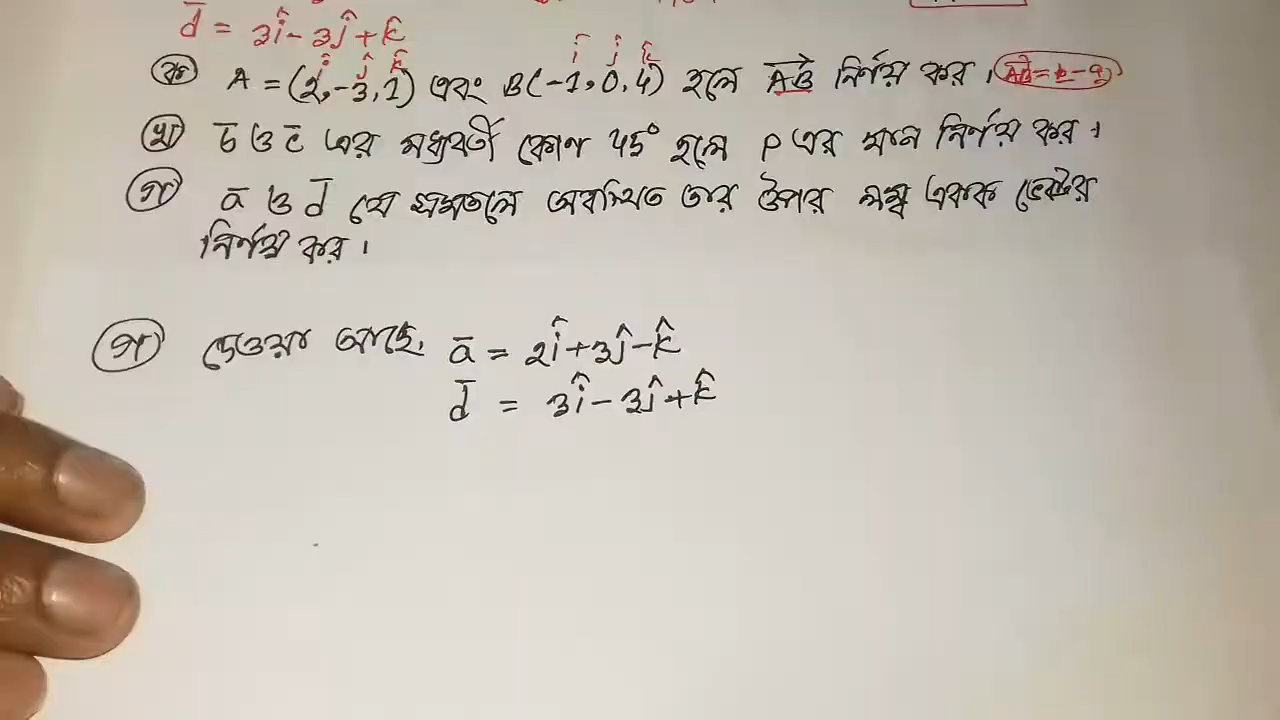 d̄ = 3î - 3ĵ + k̂
ক) A = (2, -3, 1) এবং B(-1, 0, 4) হলে AB→ নির্ণয় কর। AB = b - a
খ) b̄ ও c̄ এর মধ্যবর্তী কোণ 45° হলে P এর মান নির্ণয় কর।
গ) ā ও d̄ যে সমতলে অবস্থিত তার উপর লম্ব একক ভেক্টর
নির্ণয় কর।
গ) দেওয়া আছে, ā = 2î + 3ĵ - k̂
d̄ = 3î - 3ĵ + k̂